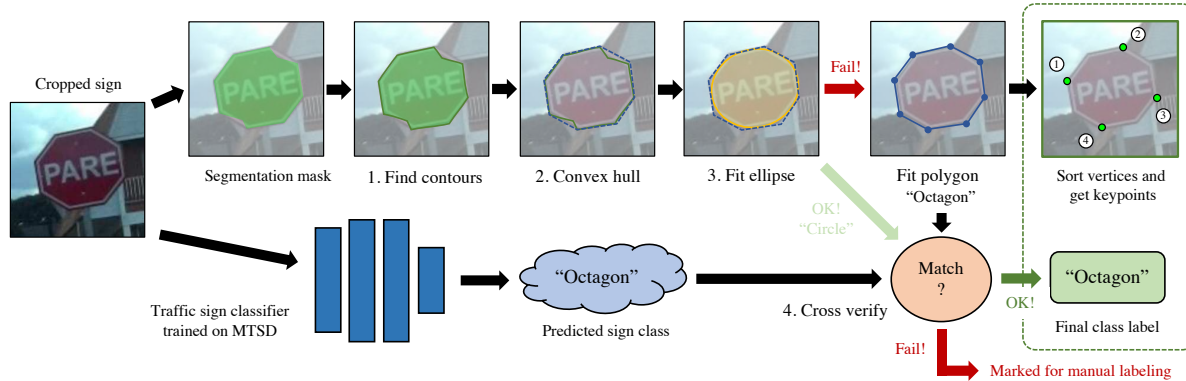 Cropped sign
PARE
PARE
Segmentation mask
PARE
1. Find contours
PARE
2. Convex hull
PARE
3. Fit ellipse
Fail!
PARE
Fit polygon
“Octagon”
1
2
3
4
Sort vertices and
get keypoints
OK!
“Circle”
Traffic sign classifier
trained on MTSD
“Octagon”
Predicted sign class
4. Cross verify
Match
?
OK!
“Octagon”
Final class label
Fail!
Marked for manual labeling